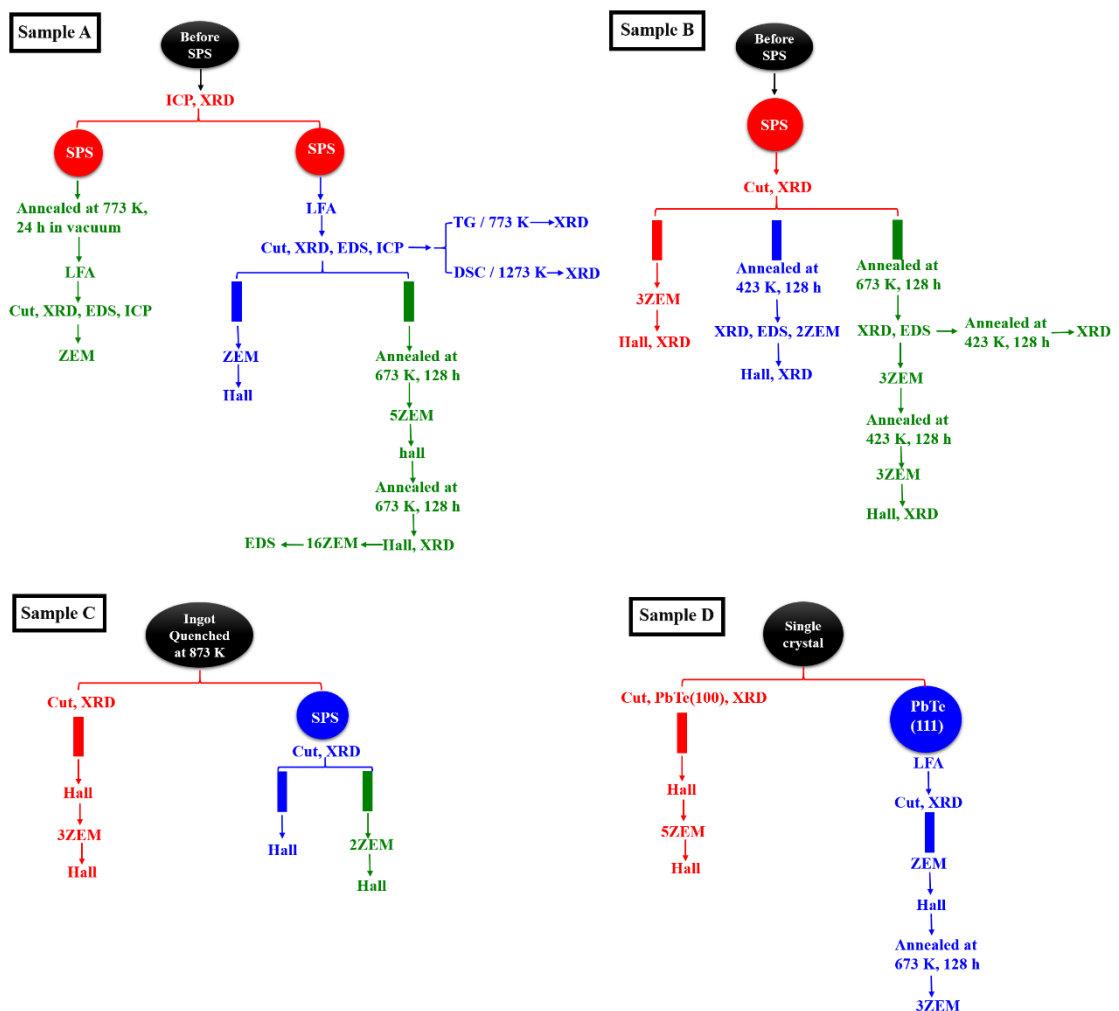 Sample A
Before
SPS
ICP, XRD
SPS
SPS
Annealed at 773 K,
24 h in vacuum
LFA
Cut, XRD, EDS, ICP
ZEM
LFA
Cut, XRD, EDS, ICP
TG / 773 K
XRD
DSC / 1273 K
XRD
ZEM
Hall
Annealed at
673 K, 128 h
5ZEM
hall
Annealed at
673 K, 128 h
Hall, XRD
16ZEM
EDS
Sample B
Before
SPS
SPS
Cut, XRD
3ZEM
Hall, XRD
Annealed at
423 K, 128 h
XRD, EDS, 2ZEM
Hall, XRD
Annealed at
673 K, 128 h
XRD, EDS
Annealed at
423 K, 128 h
XRD
3ZEM
Annealed at
423 K, 128 h
3ZEM
Hall, XRD
Sample C
Ingot
Quenched
at 873 K
Cut, XRD
Hall
3ZEM
Hall
SPS
Cut, XRD
Hall
2ZEM
Hall
Sample D
Single
crystal
Cut, PbTe(100), XRD
Hall
5ZEM
Hall
PbTe
(111)
LFA
Cut, XRD
ZEM
Hall
Annealed at
673 K, 128 h
3ZEM